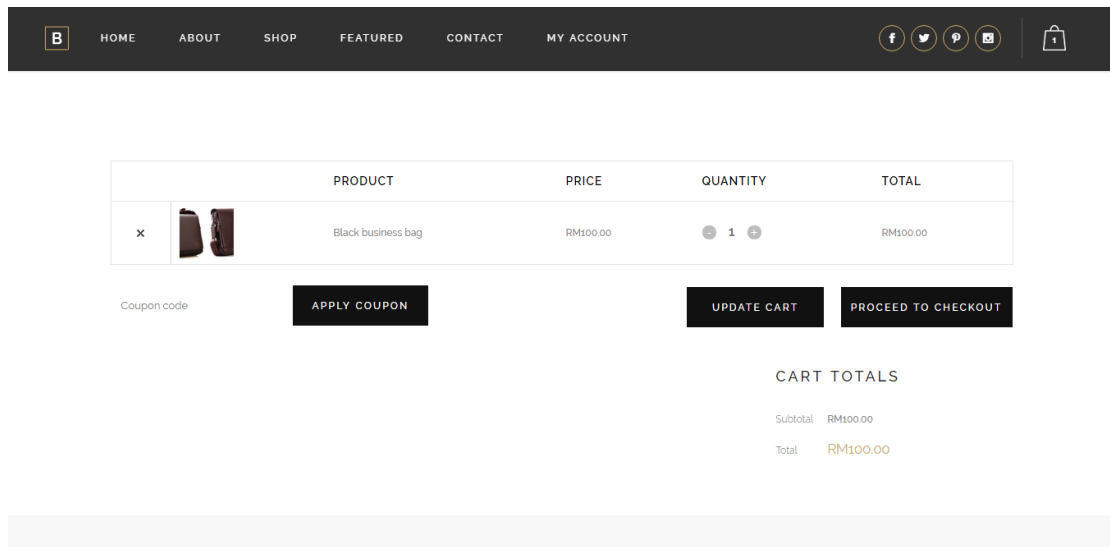 B HOME ABOUT SHOP FEATURED CONTACT MY ACCOUNT 1
PRODUCT PRICE QUANTITY TOTAL
× Black business bag RM100.00 - 1 + RM100.00
Coupon code APPLY COUPON UPDATE CART PROCEED TO CHECKOUT
CART TOTALS
Subtotal RM100.00
Total RM100.00